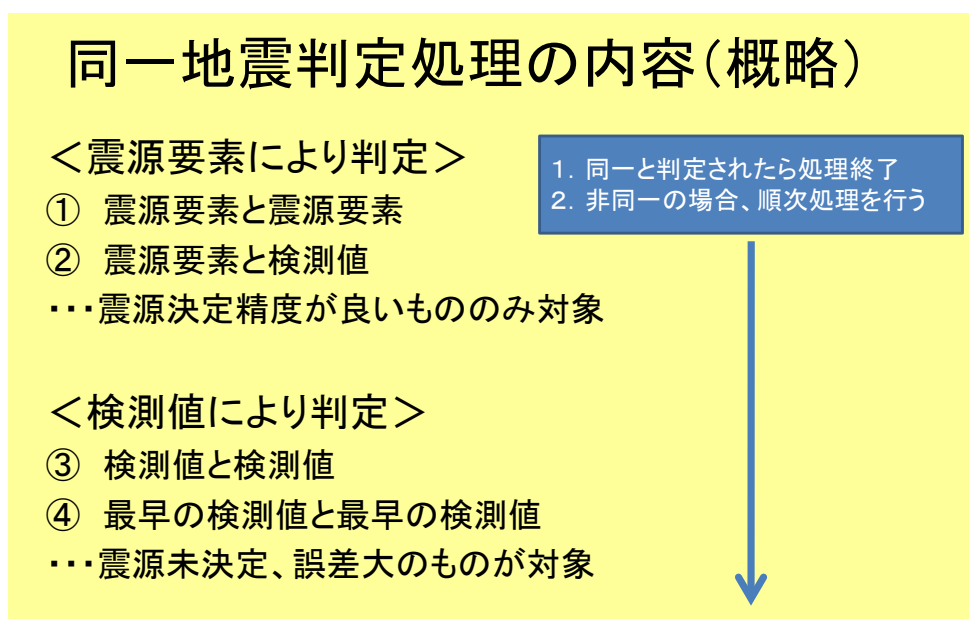 同一地震判定処理の内容(概略)
<震源要素により判定>
① 震源要素と震源要素
② 震源要素と検測値
・・・震源決定精度が良いもののみ対象
1. 同一と判定されたら処理終了
2. 非同一の場合、順次処理を行う
<検測値により判定>
③ 検測値と検測値
④ 最早の検測値と最早の検測値
・・・震源未決定、誤差大のものが対象